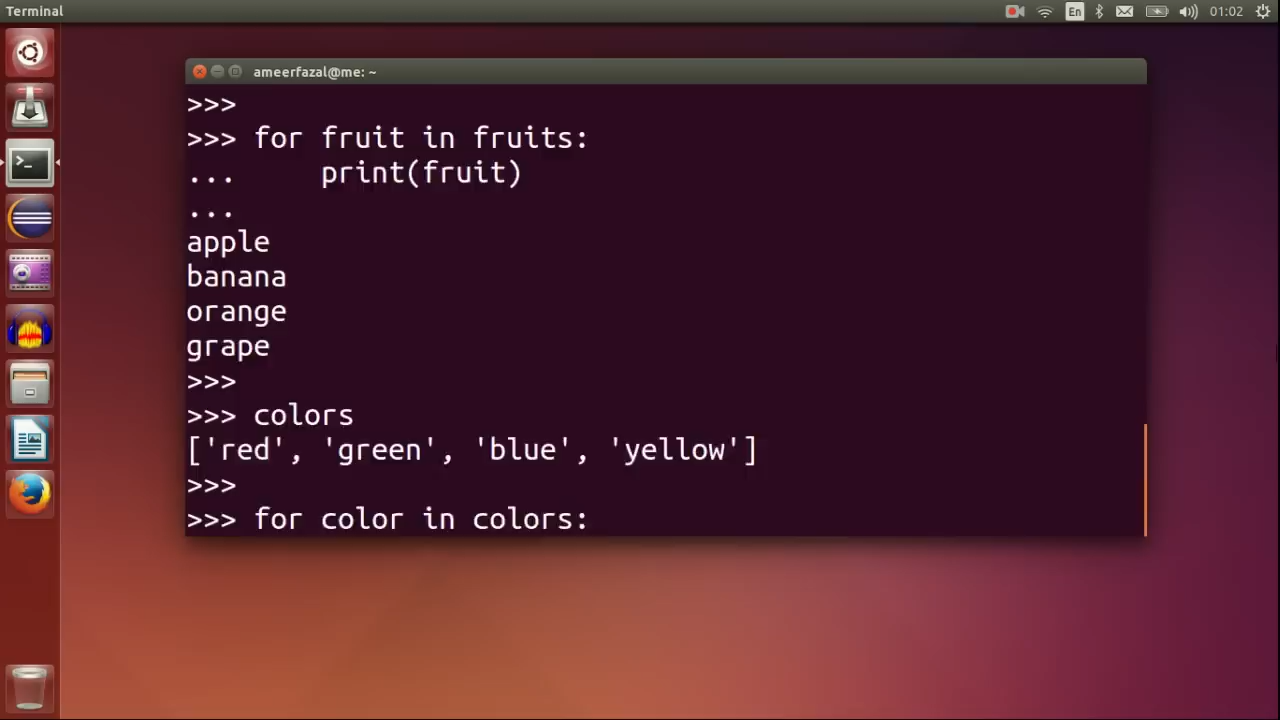 Terminal
En
01:02
ameerfazal@me: ~
>>>
>>> for fruit in fruits:
...     print(fruit)
...
apple
banana
orange
grape
>>>
>>> colors
['red', 'green', 'blue', 'yellow']
>>>
>>> for color in colors: